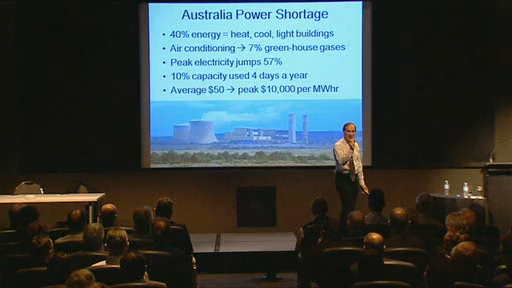 Australia Power Shortage
• 40% energy = heat, cool, light buildings
• Air conditioning → 7% green-house gases
• Peak electricity jumps 57%
• 10% capacity used 4 days a year
• Average $50 → peak $10,000 per MWhr